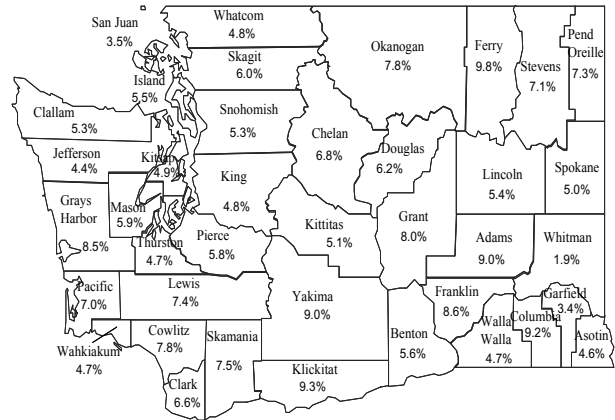 San Juan
3.5%
Whatcom
4.8%
Skagit
6.0%
Island
5.5%
Okanogan
7.8%
Ferry
9.8%
Stevens
7.1%
Pend
Oreille
7.3%
Clallam
5.3%
Snohomish
5.3%
Chelan
6.8%
Douglas
6.2%
Jefferson
4.4%
Kitsap
4.9%
King
4.8%
Lincoln
5.4%
Spokane
5.0%
Grays
Harbor
8.5%
Mason
5.9%
Thurston
4.7%
Pierce
5.8%
Kittitas
5.1%
Grant
8.0%
Adams
9.0%
Whitman
1.9%
Pacific
7.0%
Lewis
7.4%
Yakima
9.0%
Franklin
8.6%
Garfield
3.4%
Columbia
9.2%
Asotin
4.6%
Walla
Walla
4.7%
Benton
5.6%
Wahkiakum
4.7%
Cowlitz
7.8%
Skamania
7.5%
Clark
6.6%
Klickitat
9.3%